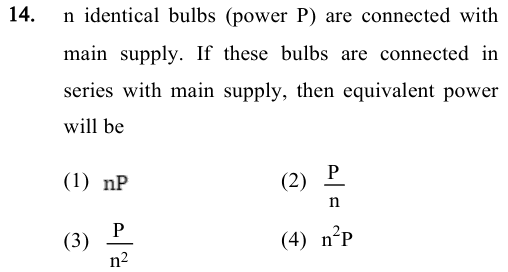 14. n identical bulbs (power P) are connected with
main supply. If these bulbs are connected in
series with main supply, then equivalent power
will be
(1) nP (2) P/n
(3) P/n² (4) n²P